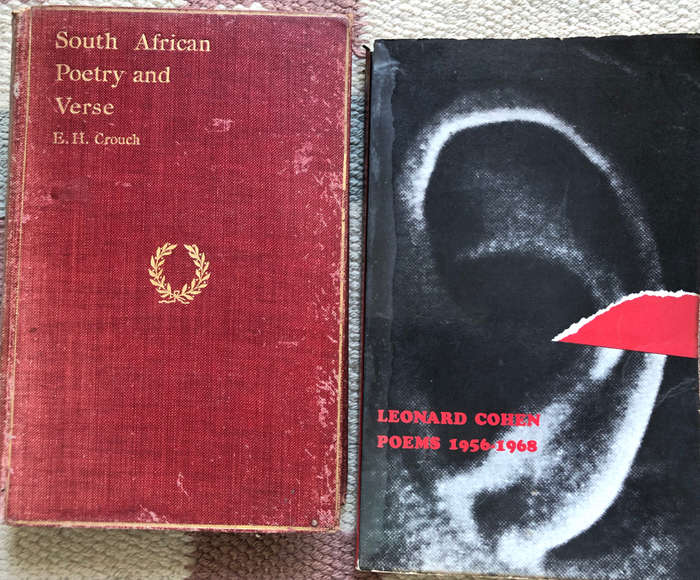 South African
Poetry and
Verse
E. H. Crouch
LEONARD COHEN
POEMS 1956-1968